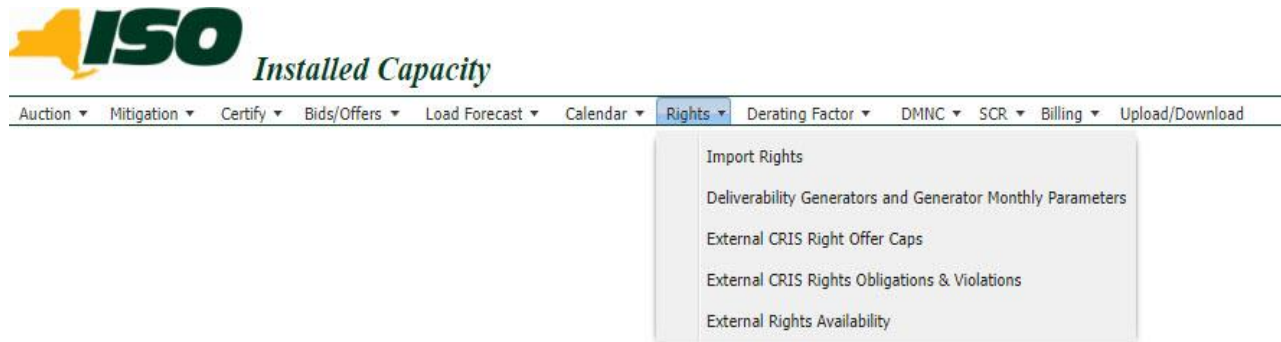 ISO
Installed Capacity
Auction Mitigation Certify Bids/Offers Load Forecast Calendar Rights Derating Factor DMNC SCR Billing Upload/Download
Import Rights
Deliverability Generators and Generator Monthly Parameters
External CRIS Right Offer Caps
External CRIS Rights Obligations & Violations
External Rights Availability